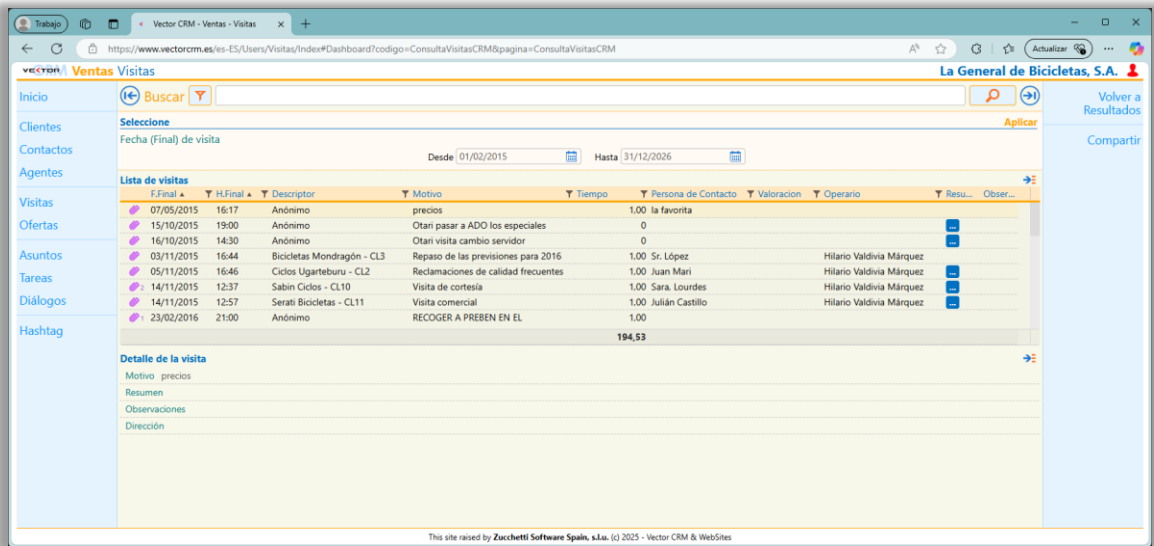 Trabajo
Vector CRM - Ventas - Visitas
https://www.vectorcrm.es/es-ES/Users/Visitas/Index#Dashboard?codigo=ConsultaVisitasCRM&pagina=ConsultaVisitasCRM
Actualizar
VECTOR Ventas Visitas
La General de Bicicletas, S.A.
Inicio
Clientes
Contactos
Agentes
Visitas
Ofertas
Asuntos
Tareas
Diálogos
Hashtag
Buscar
Seleccione
Aplicar
Fecha (Final) de visita
Desde 01/02/2015 Hasta 31/12/2026
Lista de visitas
F.Final H.Final Descriptor Motivo Tiempo Persona de Contacto Valoracion Operario Resu... Obser...
07/05/2015 16:17 Anónimo precios 1,00 la favorita
15/10/2015 19:00 Anónimo Otari pasar a ADO los especiales 0 ...
16/10/2015 14:30 Anónimo Otari visita cambio servidor 0 ...
03/11/2015 16:44 Bicicletas Mondragón - CL3 Repaso de las previsiones para 2016 1,00 Sr. López Hilario Valdivia Márquez
05/11/2015 16:46 Ciclos Ugarteburu - CL2 Reclamaciones de calidad frecuentes 1,00 Juan Mari Hilario Valdivia Márquez ...
2 14/11/2015 12:37 Sabin Ciclos - CL10 Visita de cortesía 1,00 Sara, Lourdes Hilario Valdivia Márquez ...
14/11/2015 12:57 Serati Bicicletas - CL11 Visita comercial 1,00 Julián Castillo Hilario Valdivia Márquez ...
1 23/02/2016 21:00 Anónimo RECOGER A PREBEN EN EL 1,00
194,53
Detalle de la visita
Motivo precios
Resumen
Observaciones
Dirección
Volver a
Resultados
Compartir
This site raised by Zucchetti Software Spain, s.l.u. (c) 2025 - Vector CRM & WebSites